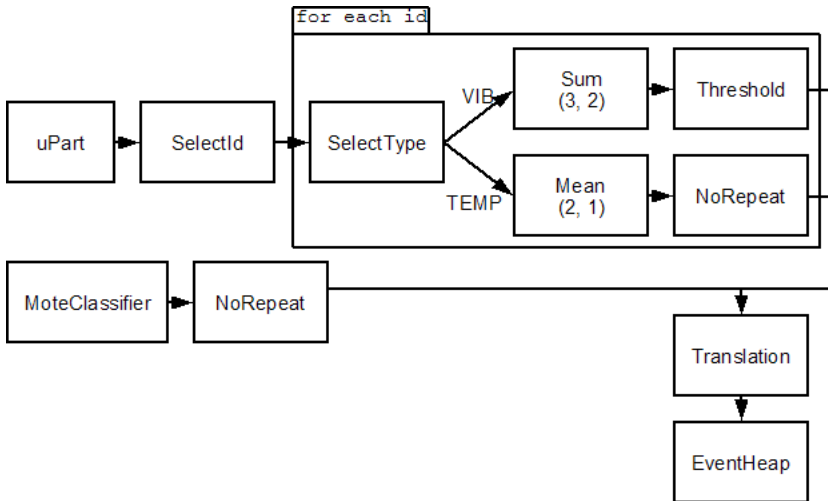 for each id
uPart
SelectId
SelectType
VIB
Sum
(3, 2)
Threshold
TEMP
Mean
(2, 1)
NoRepeat
MoteClassifier
NoRepeat
Translation
EventHeap